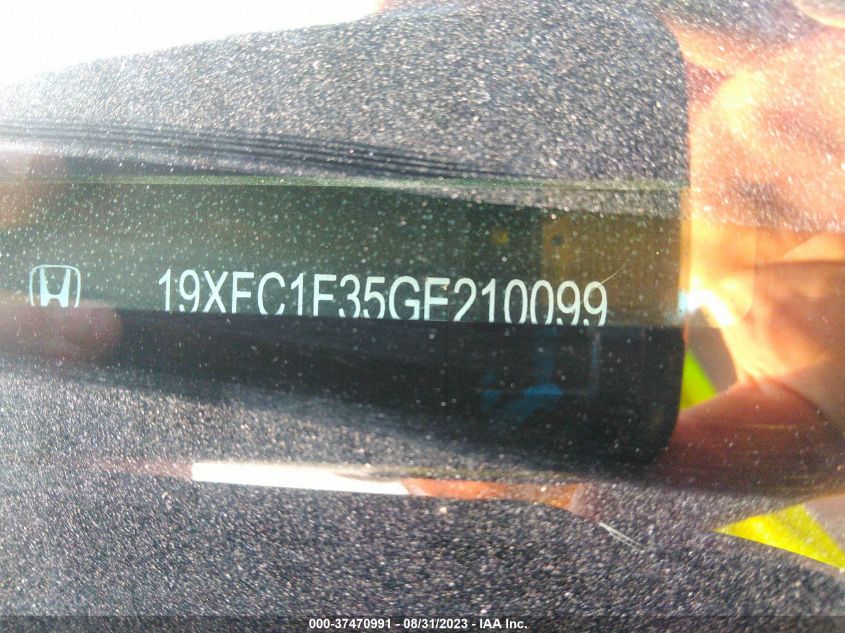 19XFC1F35GE210099
000-37470991 - 08/31/2023 - IAA Inc.